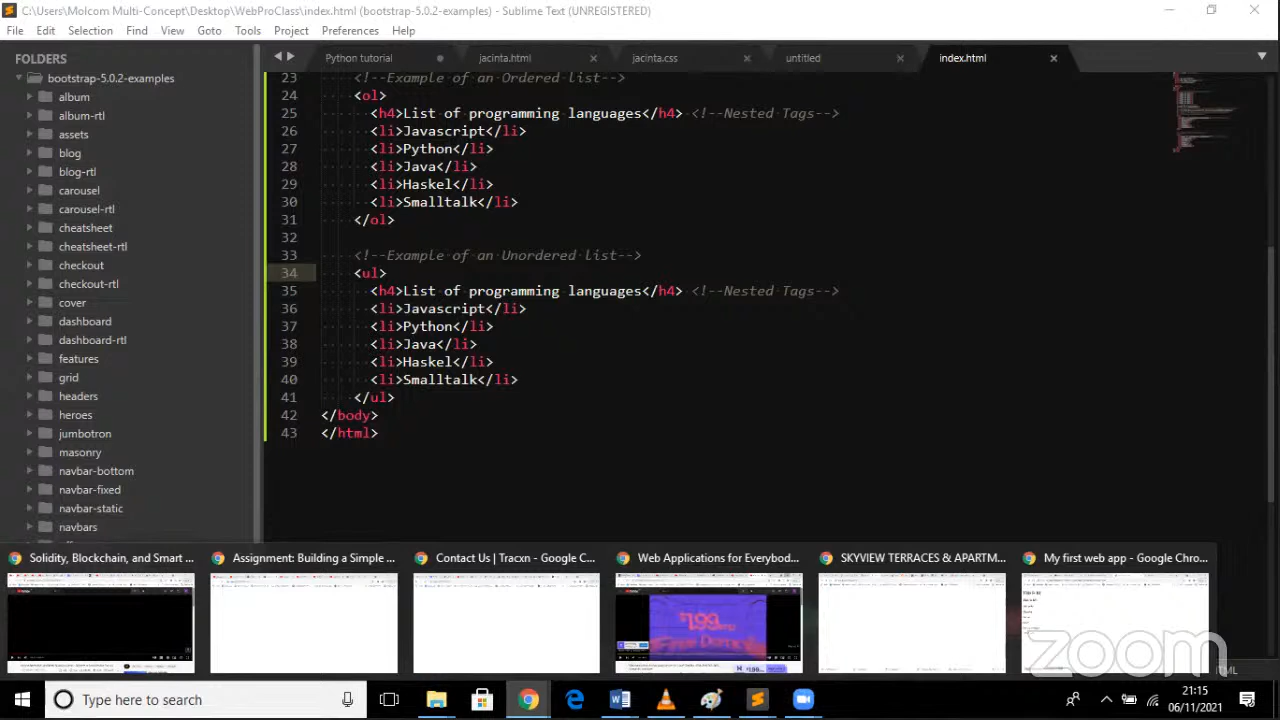 C:\Users\Molcom Multi-Concept\Desktop\WebProClass\index.html (bootstrap-5.0.2-examples) - Sublime Text (UNREGISTERED)
File Edit Selection Find View Goto Tools Project Preferences Help
FOLDERS
bootstrap-5.0.2-examples
album
album-rtl
assets
blog
blog-rtl
carousel
carousel-rtl
cheatsheet
cheatsheet-rtl
checkout
checkout-rtl
cover
dashboard
dashboard-rtl
features
grid
headers
heroes
jumbotron
masonry
navbar-bottom
navbar-fixed
navbar-static
navbars
Python tutorial jacinta.html jacinta.css untitled index.html
23 <!--Example of an Ordered list-->
24 <ol>
25 <h4>List of programming languages</h4> <!--Nested Tags-->
26 <li>Javascript</li>
27 <li>Python</li>
28 <li>Java</li>
29 <li>Haskel</li>
30 <li>Smalltalk</li>
31 </ol>
32
33 <!--Example of an Unordered list-->
34 <ul>
35 <h4>List of programming languages</h4> <!--Nested Tags-->
36 <li>Javascript</li>
37 <li>Python</li>
38 <li>Java</li>
39 <li>Haskel</li>
40 <li>Smalltalk</li>
41 </ul>
42 </body>
43 </html>
Solidity, Blockchain, and Smart ... Assignment: Building a Simple ... Contact Us | Tracxn - Google C... Web Applications for Everybod... SKYVIEW TERRACES & APARTM... My first web app - Google Chro...
zoom
Type here to search
21:15
06/11/2021